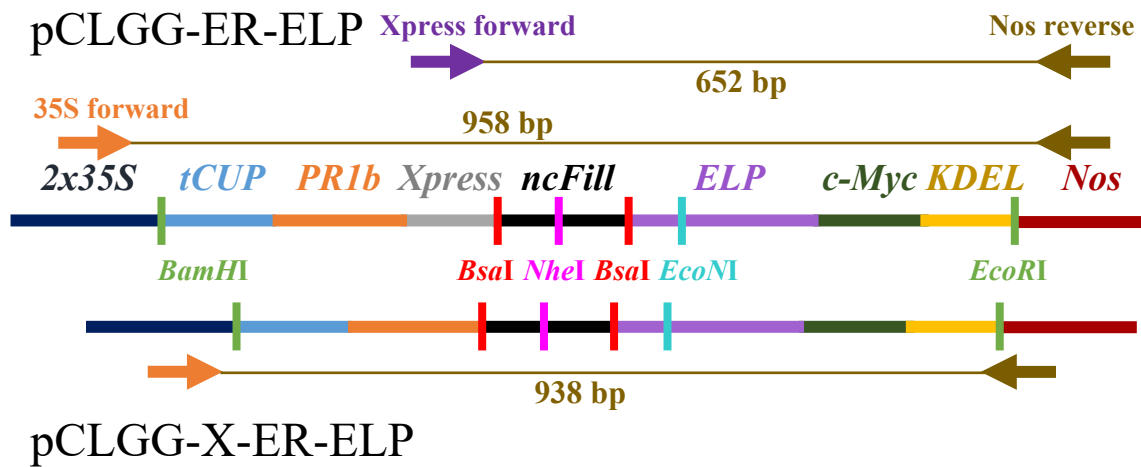 pCLGG-ER-ELP
Xpress forward
Nos reverse
652 bp
35S forward
958 bp
2x35S tCUP PR1b Xpress ncFill ELP c-Myc KDEL Nos
BamHI BsaI NheI BsaI EcoNI EcoRI
938 bp
pCLGG-X-ER-ELP